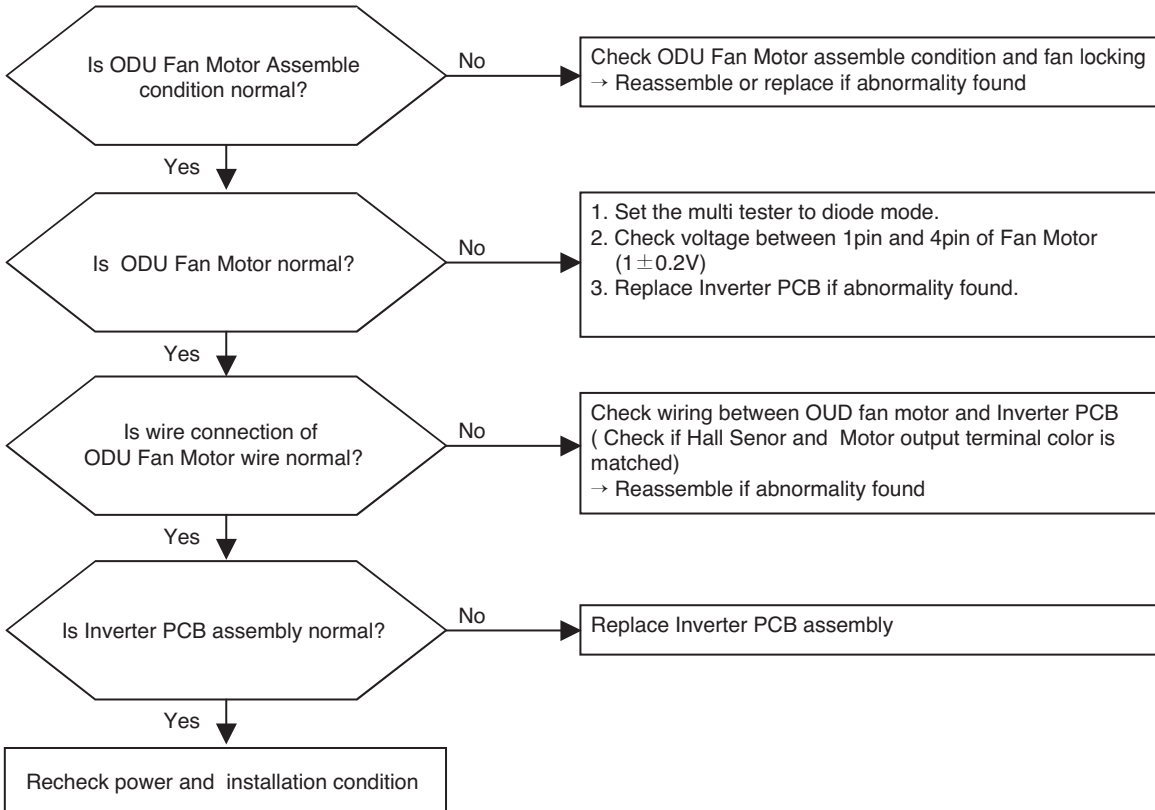 Is ODU Fan Motor Assemble
condition normal?
No
Check ODU Fan Motor assemble condition and fan locking
→ Reassemble or replace if abnormality found
Yes
Is ODU Fan Motor normal?
No
1. Set the multi tester to diode mode.
2. Check voltage between 1pin and 4pin of Fan Motor
(1±0.2V)
3. Replace Inverter PCB if abnormality found.
Yes
Is wire connection of
ODU Fan Motor wire normal?
No
Check wiring between OUD fan motor and Inverter PCB
( Check if Hall Senor and Motor output terminal color is
matched)
→ Reassemble if abnormality found
Yes
Is Inverter PCB assembly normal?
No
Replace Inverter PCB assembly
Yes
Recheck power and installation condition